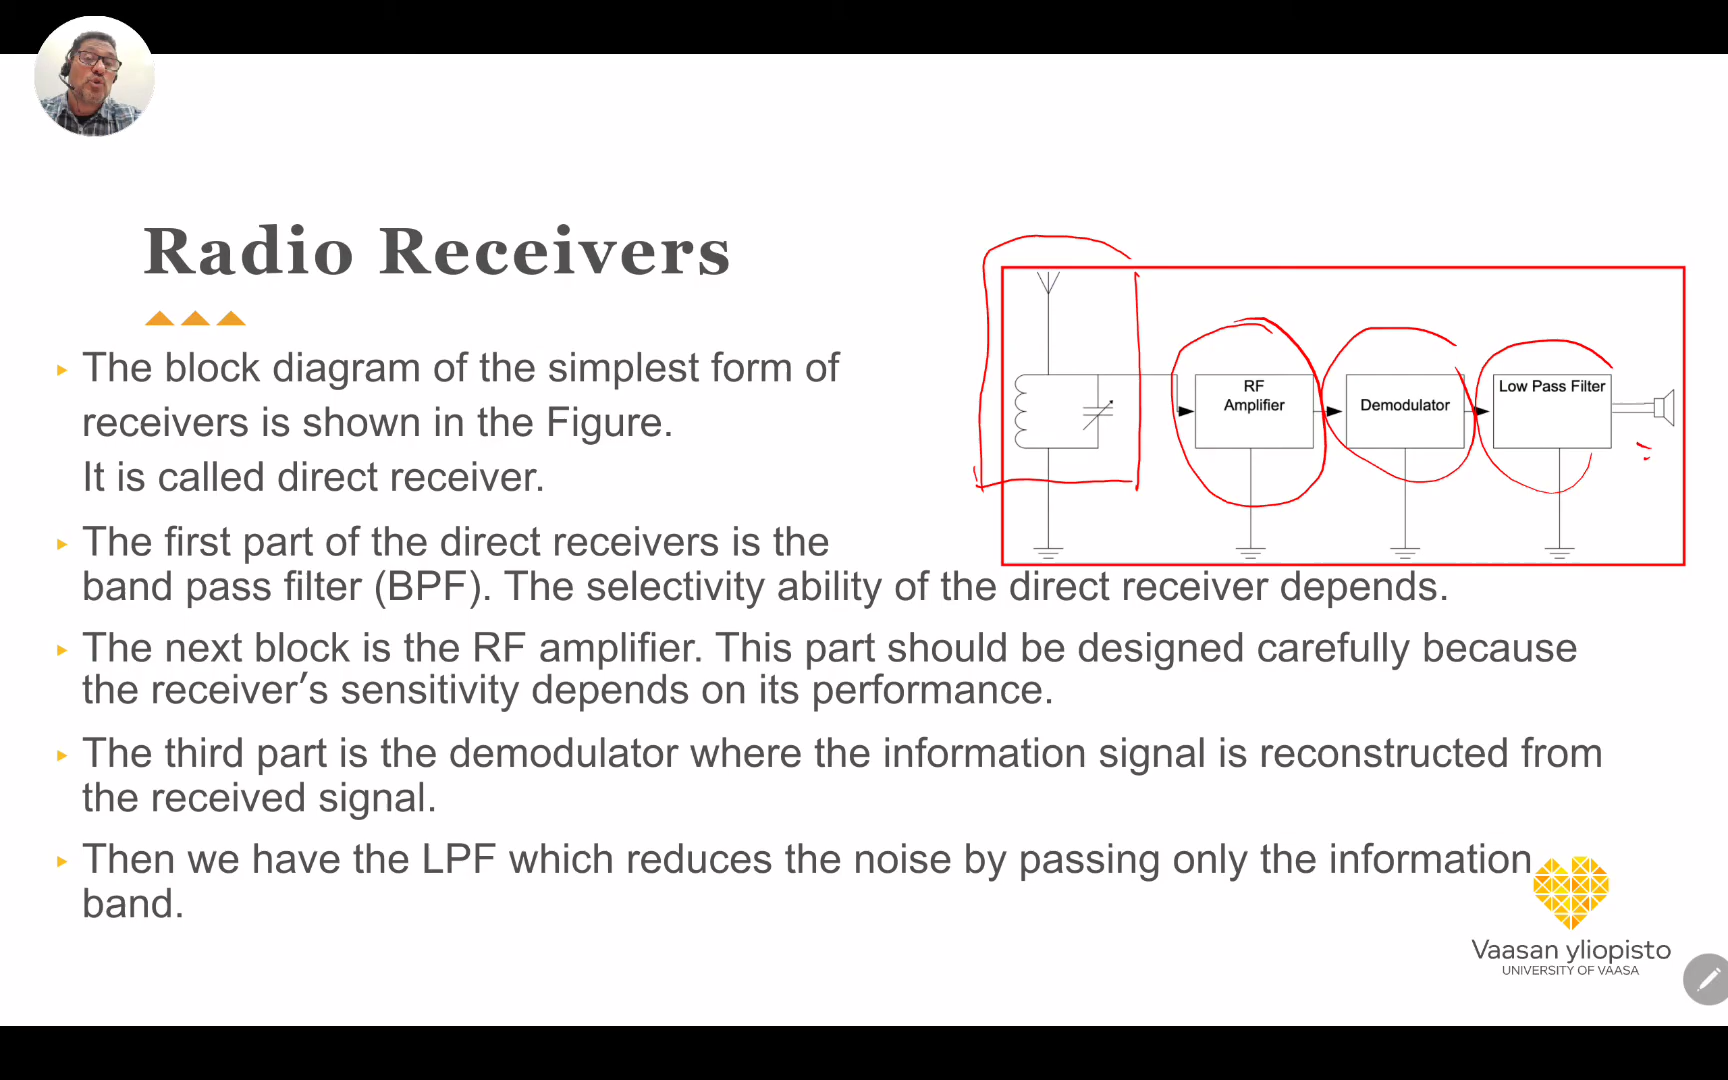 Radio Receivers
The block diagram of the simplest form of
receivers is shown in the Figure.
It is called direct receiver.
The first part of the direct receivers is the
band pass filter (BPF). The selectivity ability of the direct receiver depends.
The next block is the RF amplifier. This part should be designed carefully because
the receiver’s sensitivity depends on its performance.
The third part is the demodulator where the information signal is reconstructed from
the received signal.
Then we have the LPF which reduces the noise by passing only the information
band.
RF
Amplifier
Demodulator
Low Pass Filter
Vaasan yliopisto
UNIVERSITY OF VAASA